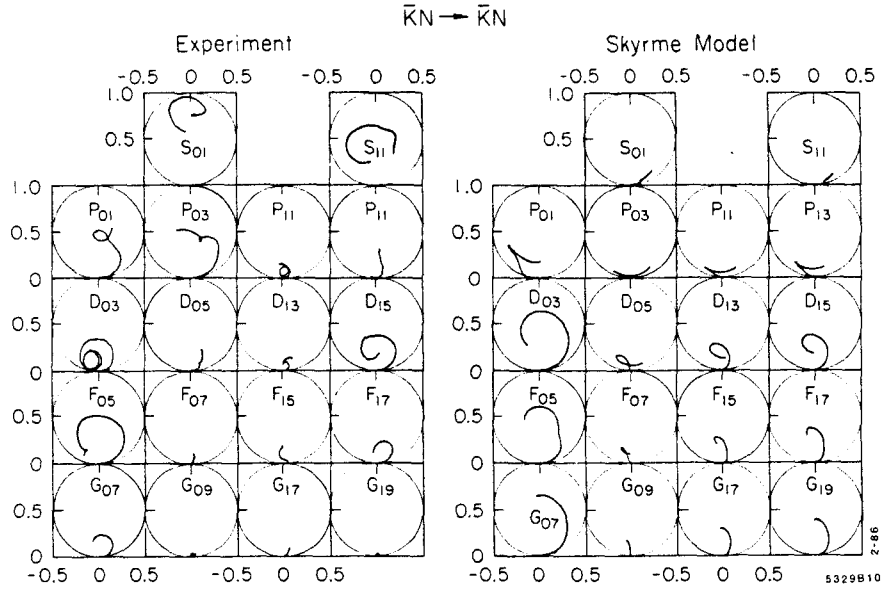 K̄N → K̄N
Experiment Skyrme Model
-0.5 0 0.5 -0.5 0 0.5 -0.5 0 0.5 -0.5 0 0.5
1.0 1.0
0.5 S01 S11 0.5 S01 S11
1.0 1.0
P01 P03 P11 P11 P01 P03 P11 P13
0.5 0.5
0 0
D03 D05 D13 D15 D03 D05 D13 D15
0.5 0.5
0 0
F05 F07 F15 F17 F05 F07 F15 F17
0.5 0.5
0 0
G07 G09 G17 G19 G07 G09 G17 G19
0.5 0.5
0 0
-0.5 0 0.5 -0.5 0 0.5 -0.5 0 0.5 -0.5 0 0.5
2-86
5329B10